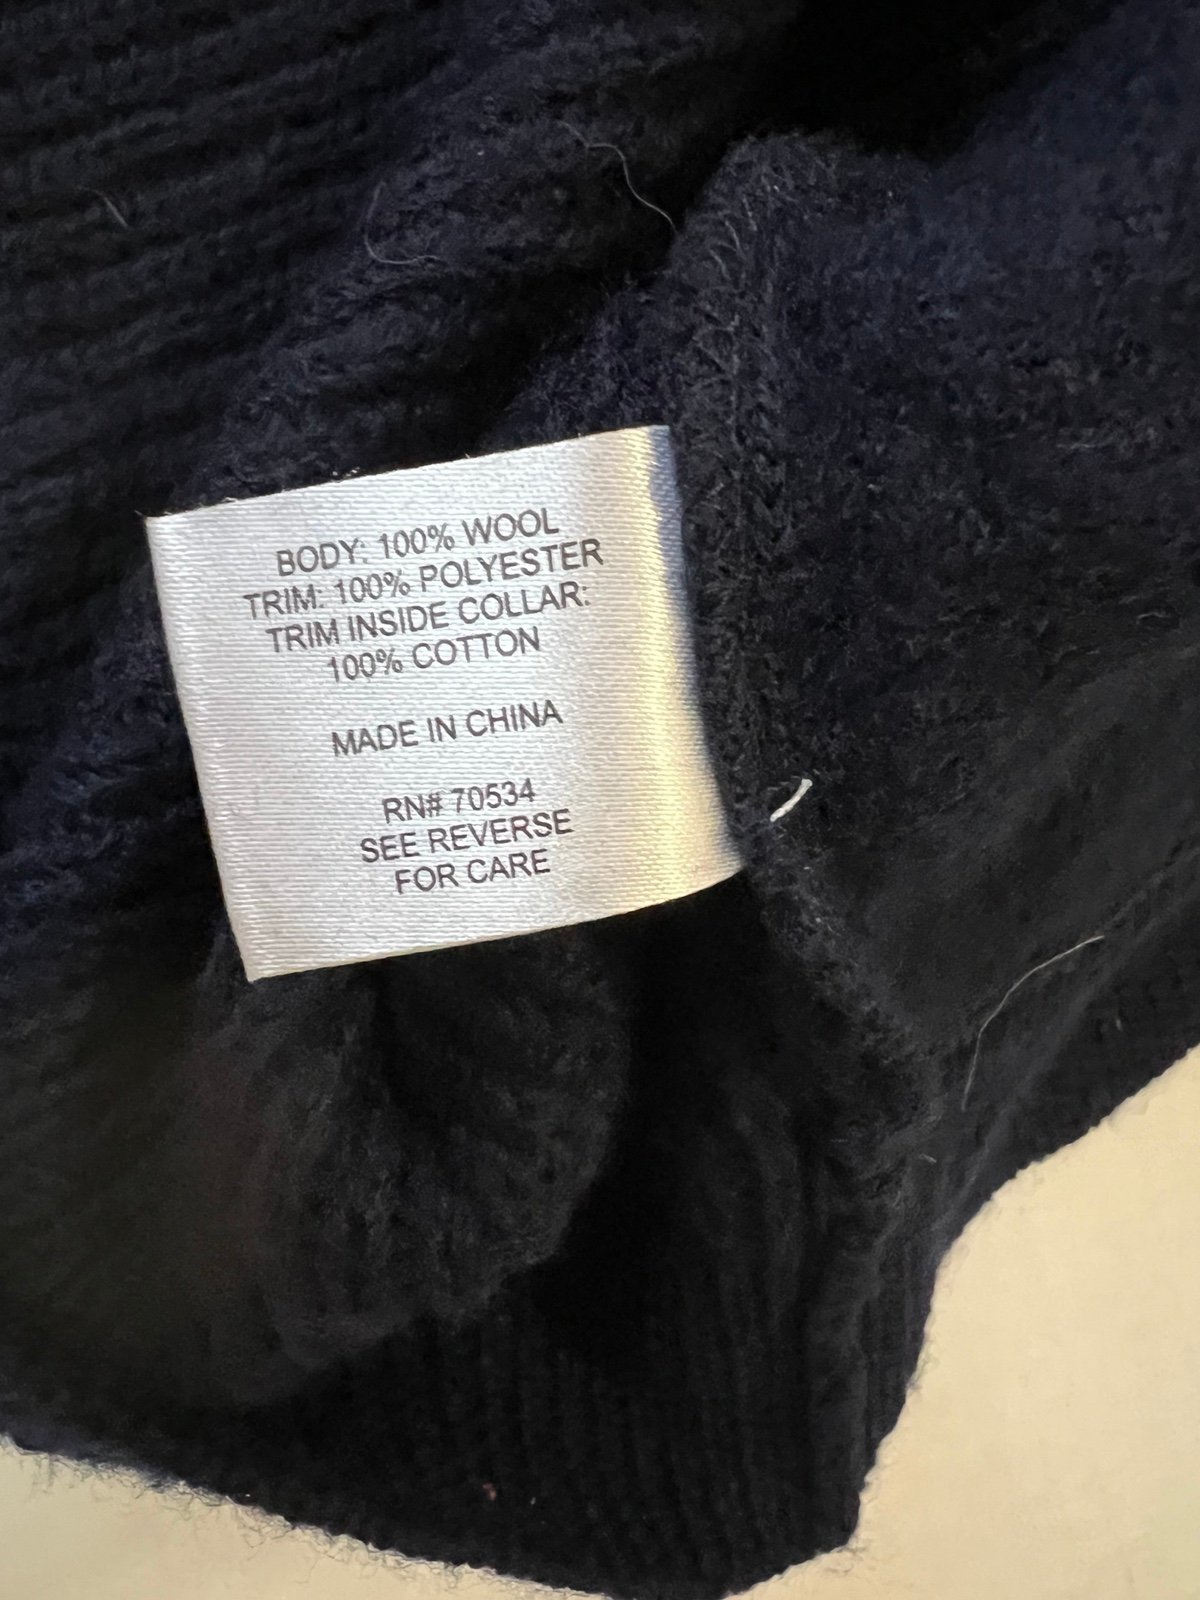 BODY: 100% WOOL
TRIM: 100% POLYESTER
TRIM INSIDE COLLAR:
100% COTTON
MADE IN CHINA
RN# 70534
SEE REVERSE
FOR CARE